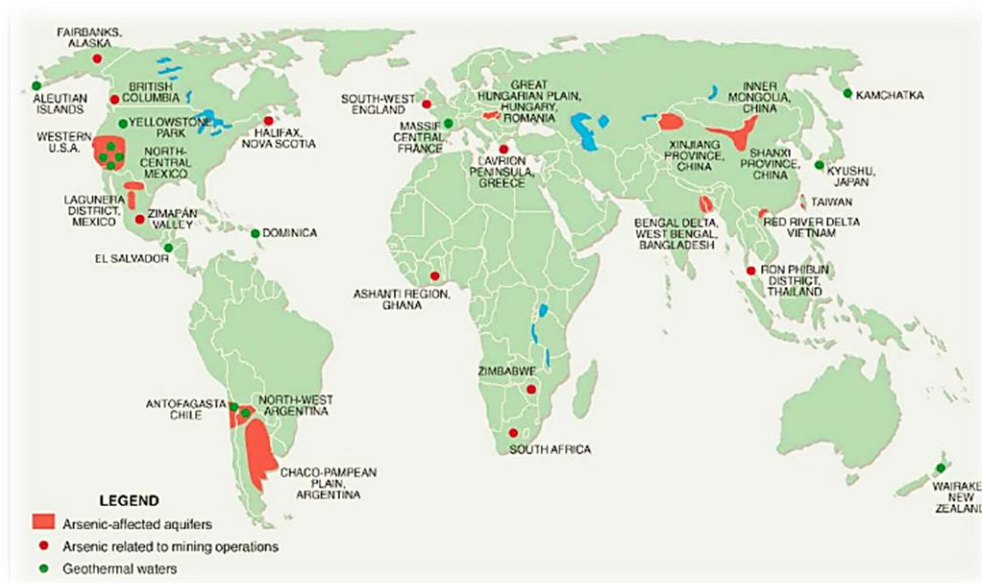 FAIRBANKS,
ALASKA
ALEUTIAN
ISLANDS
BRITISH
COLUMBIA
YELLOWSTONE
PARK
WESTERN
U.S.A.
HALIFAX,
NOVA SCOTIA
NORTH-
CENTRAL
MEXICO
LAGUNERA
DISTRICT,
MEXICO
ZIMAPÁN
VALLEY
DOMINICA
EL SALVADOR
SOUTH-WEST
ENGLAND
MASSIF
CENTRAL,
FRANCE
GREAT
HUNGARIAN PLAIN,
HUNGARY,
ROMANIA
LAVRION
PENINSULA,
GREECE
INNER
MONGOLIA,
CHINA
KAMCHATKA
XINJIANG
PROVINCE,
CHINA
SHANXI
PROVINCE,
CHINA
KYUSHU,
JAPAN
TAIWAN
BENGAL DELTA,
WEST BENGAL,
BANGLADESH
RED RIVER DELTA
VIETNAM
RON PHIBUN
DISTRICT,
THAILAND
ASHANTI REGION,
GHANA
ZIMBABWE
SOUTH AFRICA
ANTOFAGASTA
CHILE
NORTH-WEST
ARGENTINA
CHACO-PAMPEAN
PLAIN,
ARGENTINA
WAIRAKE
NEW
ZEALAND
LEGEND
Arsenic-affected aquifers
Arsenic related to mining operations
Geothermal waters